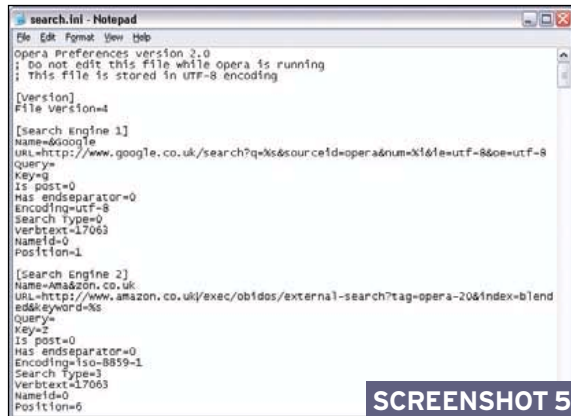 search.ini - Notepad
File Edit Format View Help
Opera Preferences version 2.0
; Do not edit this file while Opera is running
; This file is stored in UTF-8 encoding
[Version]
File Version=4
[Search Engine 1]
Name=&Google
URL=http://www.google.co.uk/search?q=%s&sourceid=opera&num=%i&ie=utf-8&oe=utf-8
Query=
Key=g
Is post=0
Has endseparator=0
Encoding=utf-8
Search Type=0
Verbtext=17063
Nameid=0
Position=1
[Search Engine 2]
Name=Ama&zon.co.uk
URL=http://www.amazon.co.uk/exec/obidos/external-search?tag=opera-20&index=blend
ed&keyword=%s
Query=
Key=z
Is post=0
Has endseparator=0
Encoding=iso-8859-1
Search Type=3
Verbtext=17063
Nameid=0
Position=6
SCREENSHOT 5